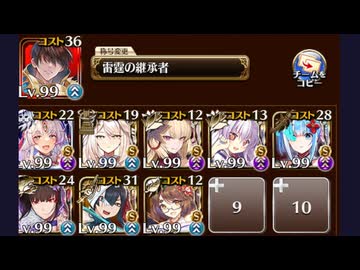 コスト36
称号変更
雷霆の継承者
チームを
コピー
Lv.99
コスト22
コスト19
コスト12
コスト13
コスト28
S
S
S
S
S
Lv.99
Lv.99
Lv.99
Lv.99
Lv.99
コスト24
コスト31
コスト12
S
S
S
9
10
Lv.99
Lv.99
Lv.99